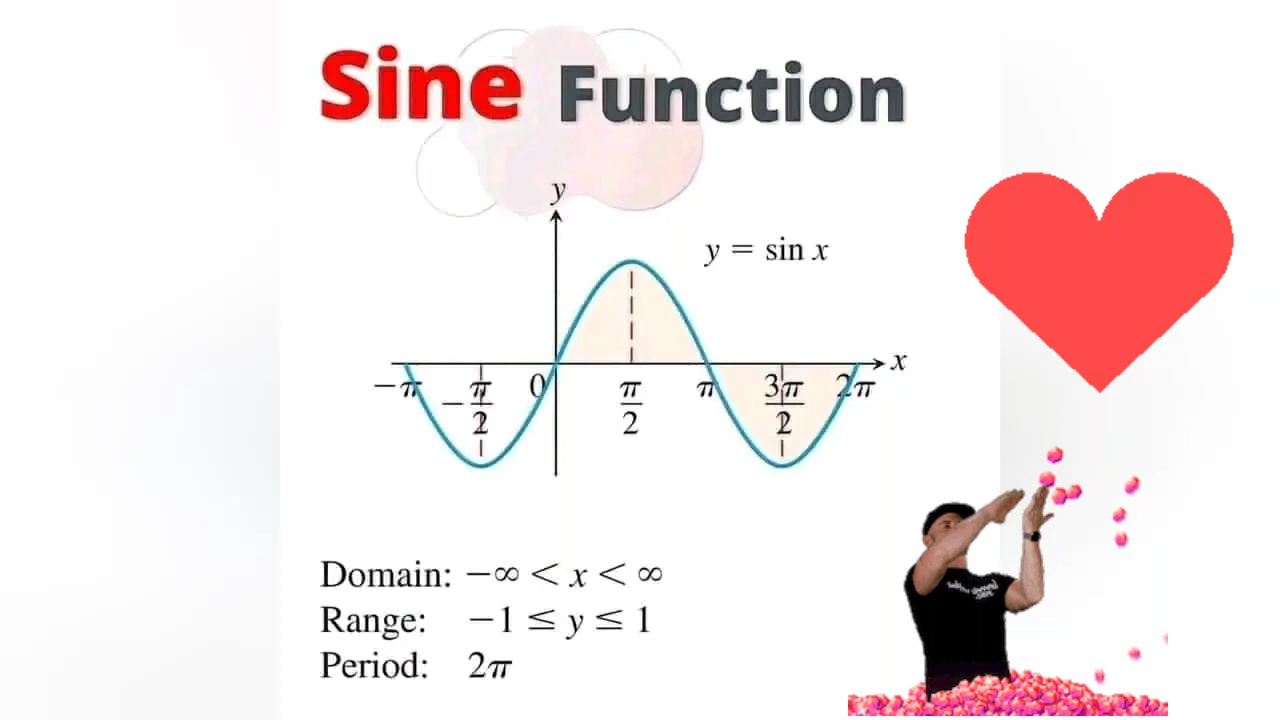 Sine Function
y
y = sin x
x
−π −π/2 0 π/2 π 3π/2 2π
Domain: −∞ < x < ∞
Range: −1 ≤ y ≤ 1
Period: 2π